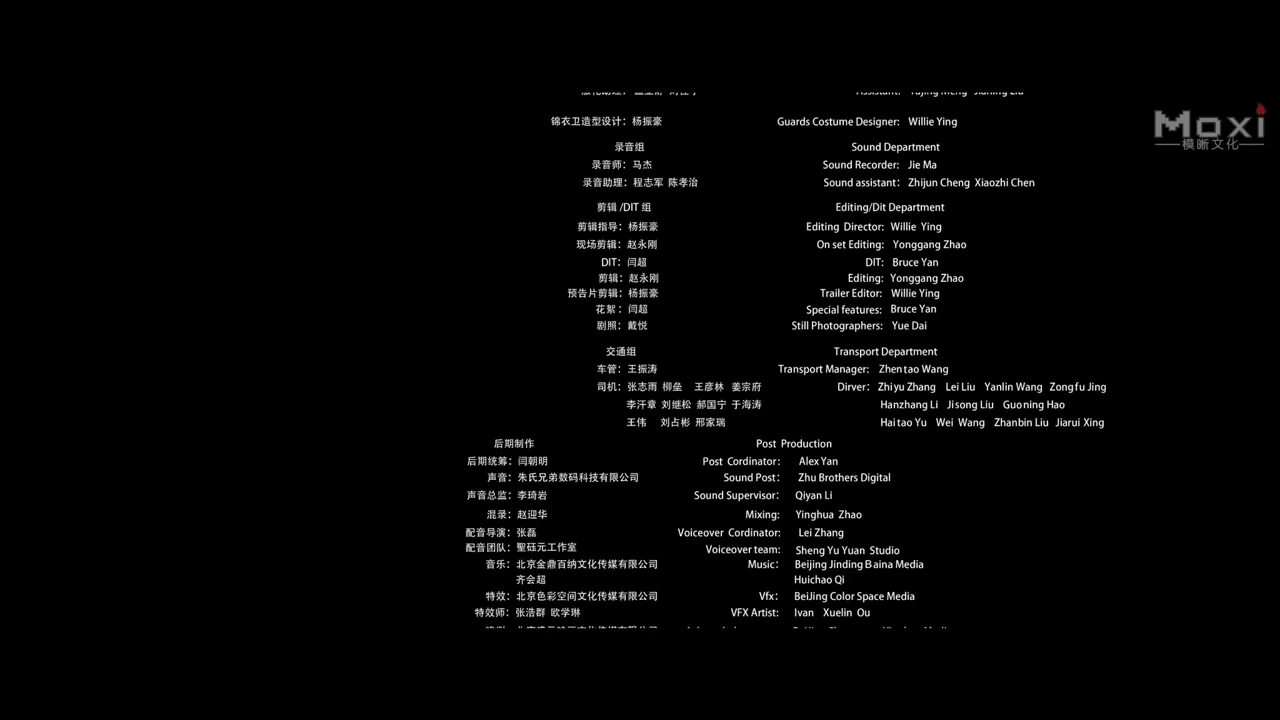 Moxi
模晰文化
锦衣卫造型设计：杨振豪 Guards Costume Designer: Willie Ying
录音组 Sound Department
录音师：马杰 Sound Recorder: Jie Ma
录音助理：程志军 陈孝治 Sound assistant: Zhijun Cheng Xiaozhi Chen
剪辑 /DIT 组 Editing/Dit Department
剪辑指导：杨振豪 Editing Director: Willie Ying
现场剪辑：赵永刚 On set Editing: Yonggang Zhao
DIT：闫超 DIT: Bruce Yan
剪辑：赵永刚 Editing: Yonggang Zhao
预告片剪辑：杨振豪 Trailer Editor: Willie Ying
花絮：闫超 Special features: Bruce Yan
剧照：戴悦 Still Photographers: Yue Dai
交通组 Transport Department
车管：王振涛 Transport Manager: Zhentao Wang
司机：张志雨 柳垒 王彦林 姜宗府 Dirver: Zhiyu Zhang Lei Liu Yanlin Wang Zongfu Jing
李汗章 刘继松 郝国宁 于海涛 Hanzhang Li Jisong Liu Guoning Hao
王伟 刘占彬 邢家瑞 Haitao Yu Wei Wang Zhanbin Liu Jiarui Xing
后期制作 Post Production
后期统筹：闫朝明 Post Cordinator: Alex Yan
声音：朱氏兄弟数码科技有限公司 Sound Post: Zhu Brothers Digital
声音总监：李琦岩 Sound Supervisor: Qiyan Li
混录：赵迎华 Mixing: Yinghua Zhao
配音导演：张磊 Voiceover Cordinator: Lei Zhang
配音团队：聖砡元工作室 Voiceover team: Sheng Yu Yuan Studio
音乐：北京金鼎百纳文化传媒有限公司 Music: Beijing Jinding Baina Media
齐会超 Huichao Qi
特效：北京色彩空间文化传媒有限公司 Vfx: BeiJing Color Space Media
特效师：张浩群 欧学琳 VFX Artist: Ivan Xuelin Ou